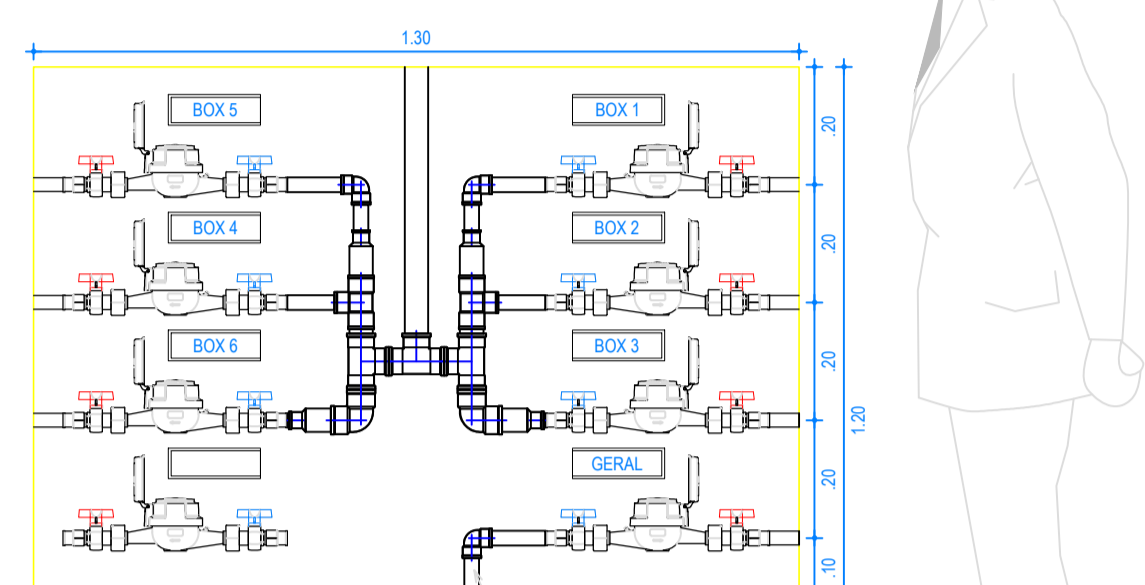 1.30
BOX 5
BOX 1
.20
BOX 4
BOX 2
.20
BOX 6
BOX 3
.20
1.20
GERAL
.20
.10